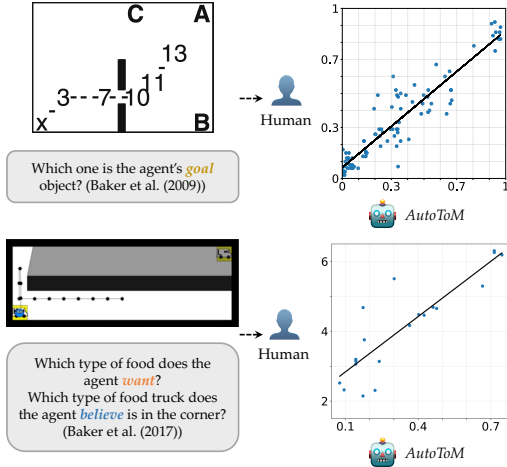 C A
13
11
3---7--10
x
B
Human
Which one is the agent's goal
object? (Baker et al. (2009))
1
0.7
0.3
0
0 0.3 0.7 1
AutoToM
Human
Which type of food does the
agent want?
Which type of food truck does
the agent believe is in the corner?
(Baker et al. (2017))
6
4
2
0.1 0.4 0.7
AutoToM